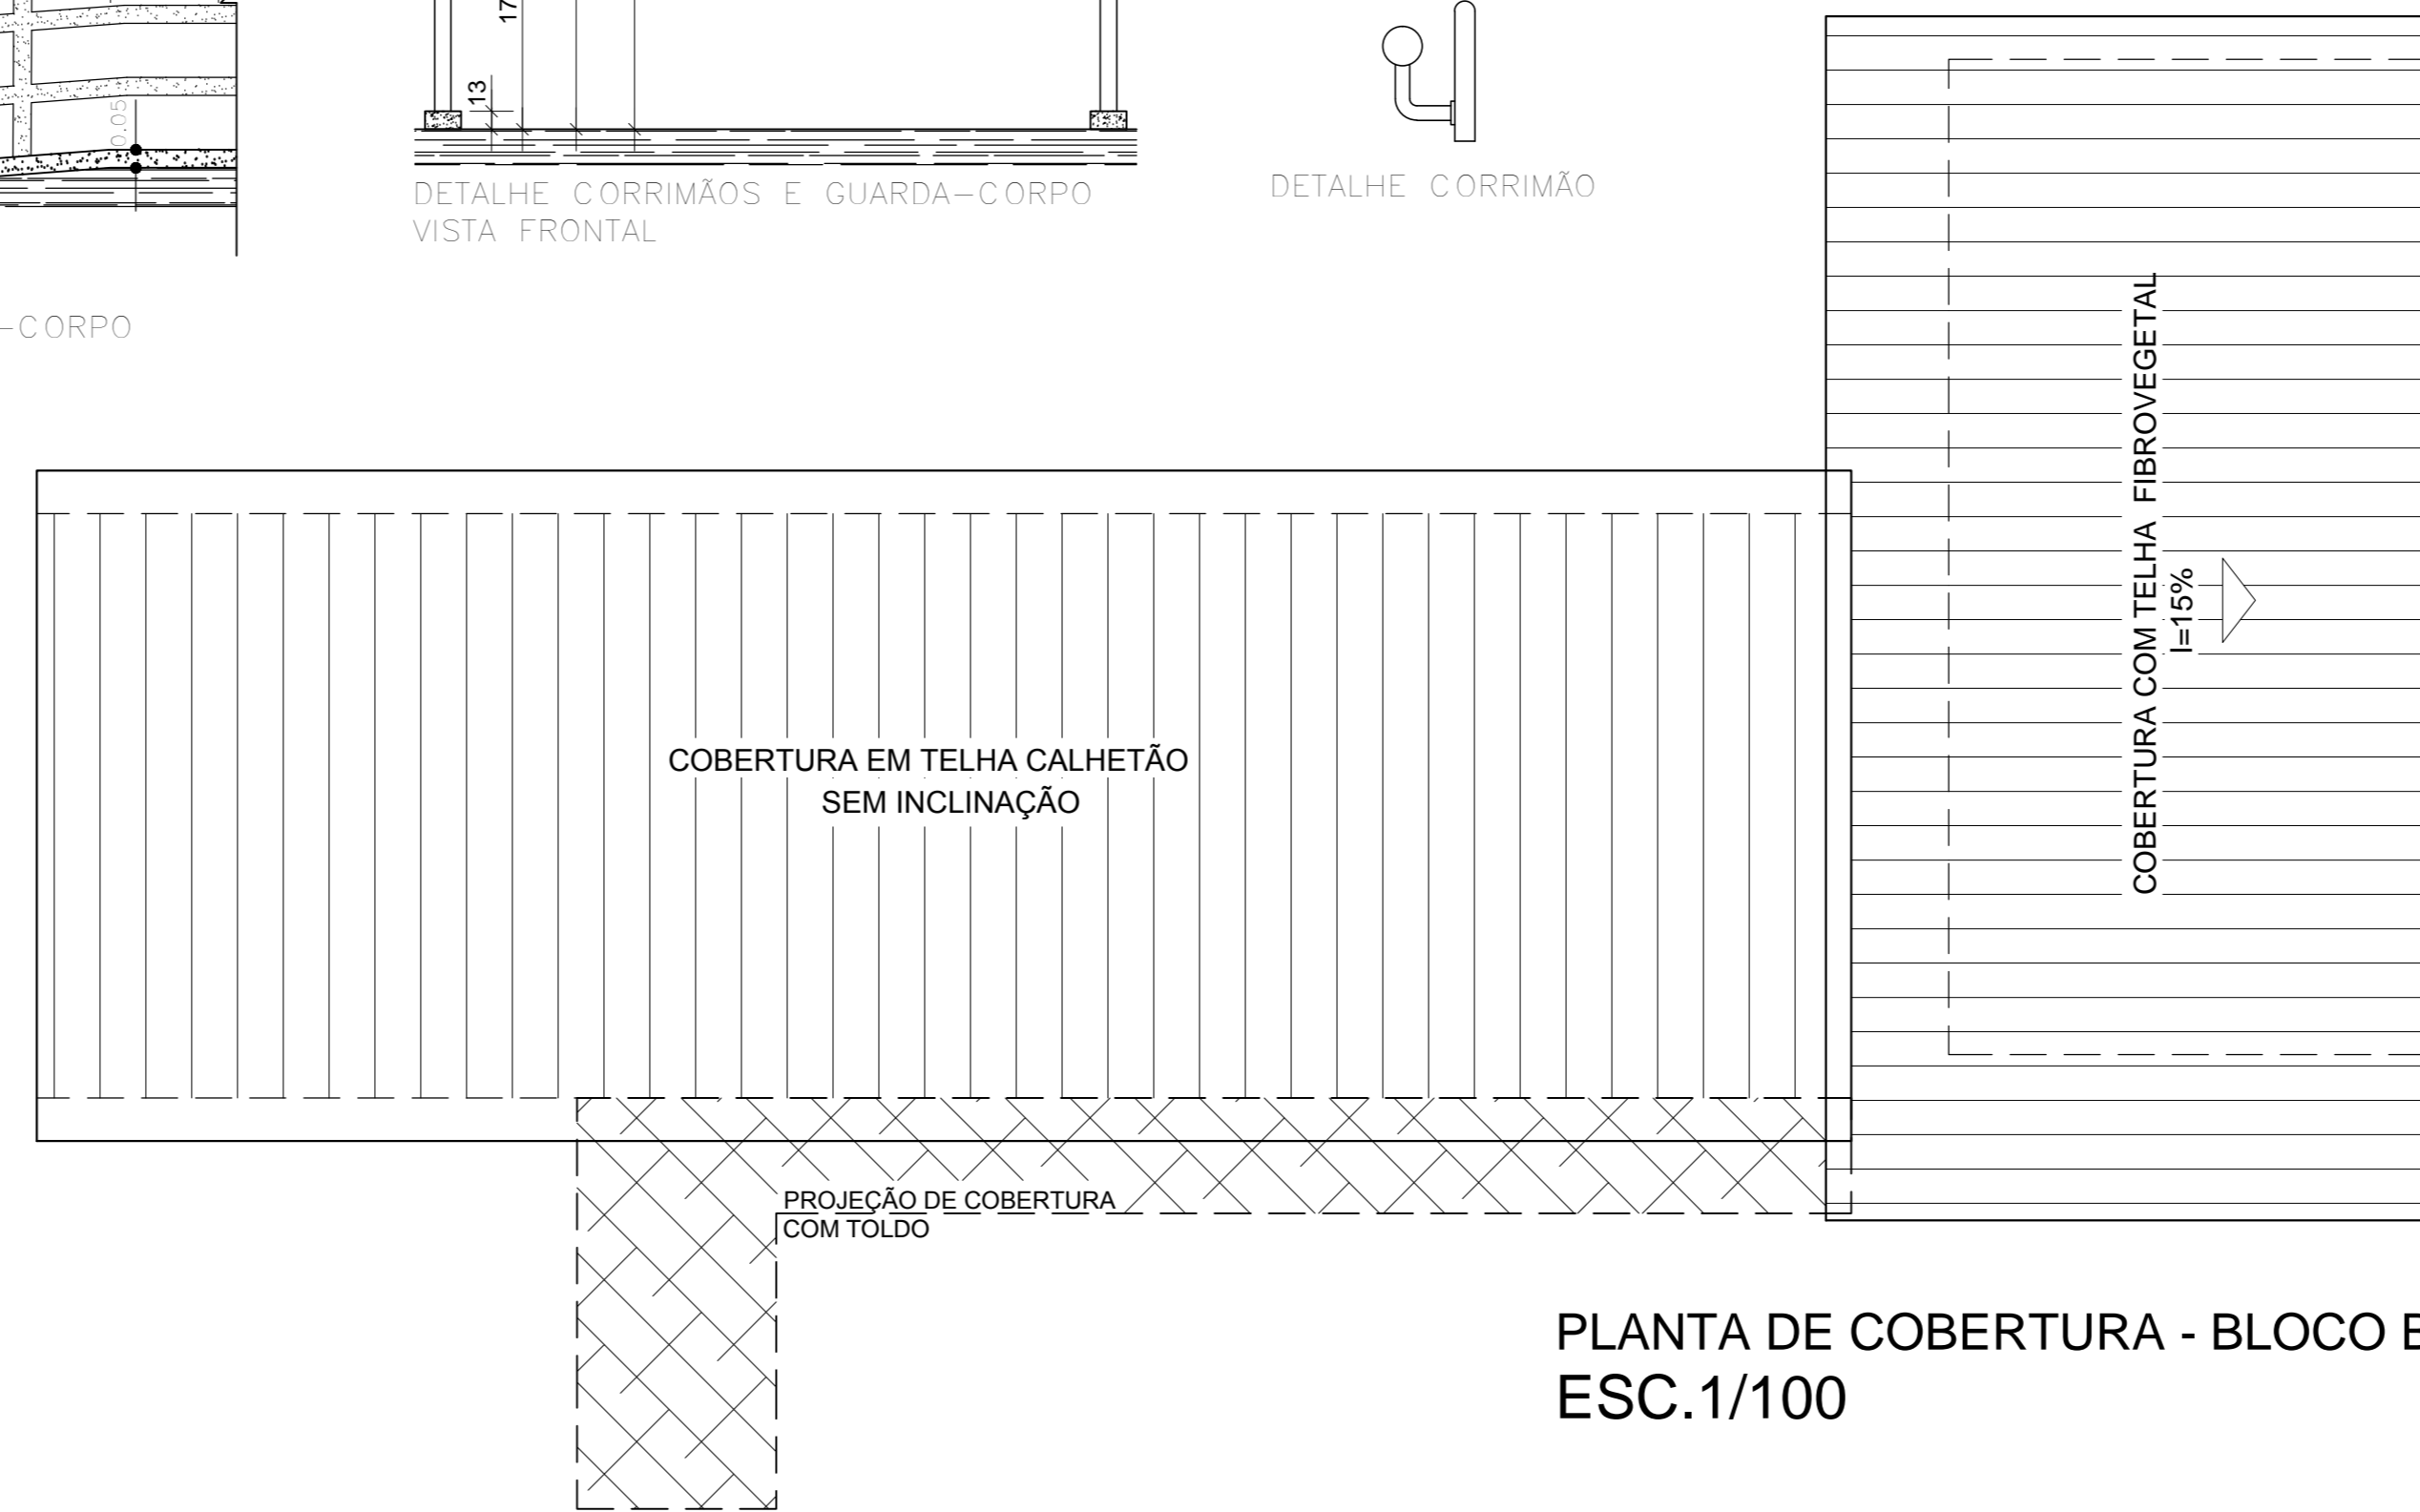 17
13
0.05
DETALHE CORRIMÃOS E GUARDA-CORPO
VISTA FRONTAL
DETALHE CORRIMÃO
-CORPO
COBERTURA COM TELHA FIBROVEGETAL
I=15%
COBERTURA EM TELHA CALHETÃO
SEM INCLINAÇÃO
PROJEÇÃO DE COBERTURA
COM TOLDO
PLANTA DE COBERTURA - BLOCO
ESC.1/100